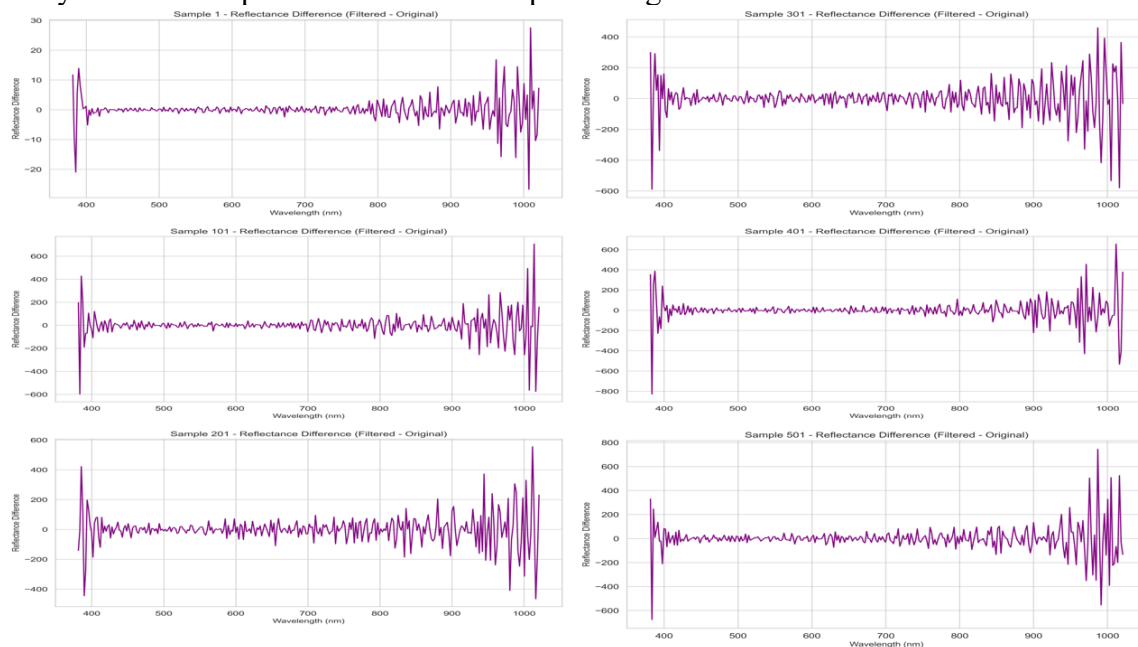 Sample 1 - Reflectance Difference (Filtered - Original)
Reflectance Difference
30
20
10
0
−10
−20
400 500 600 700 800 900 1000
Wavelength (nm)
Sample 301 - Reflectance Difference (Filtered - Original)
Reflectance Difference
400
200
0
−200
−400
−600
400 500 600 700 800 900 1000
Wavelength (nm)
Sample 101 - Reflectance Difference (Filtered - Original)
Reflectance Difference
600
400
200
0
−200
−400
−600
400 500 600 700 800 900 1000
Wavelength (nm)
Sample 401 - Reflectance Difference (Filtered - Original)
Reflectance Difference
600
400
200
0
−200
−400
−600
−800
400 500 600 700 800 900 1000
Wavelength (nm)
Sample 201 - Reflectance Difference (Filtered - Original)
Reflectance Difference
600
400
200
0
−200
−400
400 500 600 700 800 900 1000
Wavelength (nm)
Sample 501 - Reflectance Difference (Filtered - Original)
Reflectance Difference
800
600
400
200
0
−200
−400
−600
400 500 600 700 800 900 1000
Wavelength (nm)